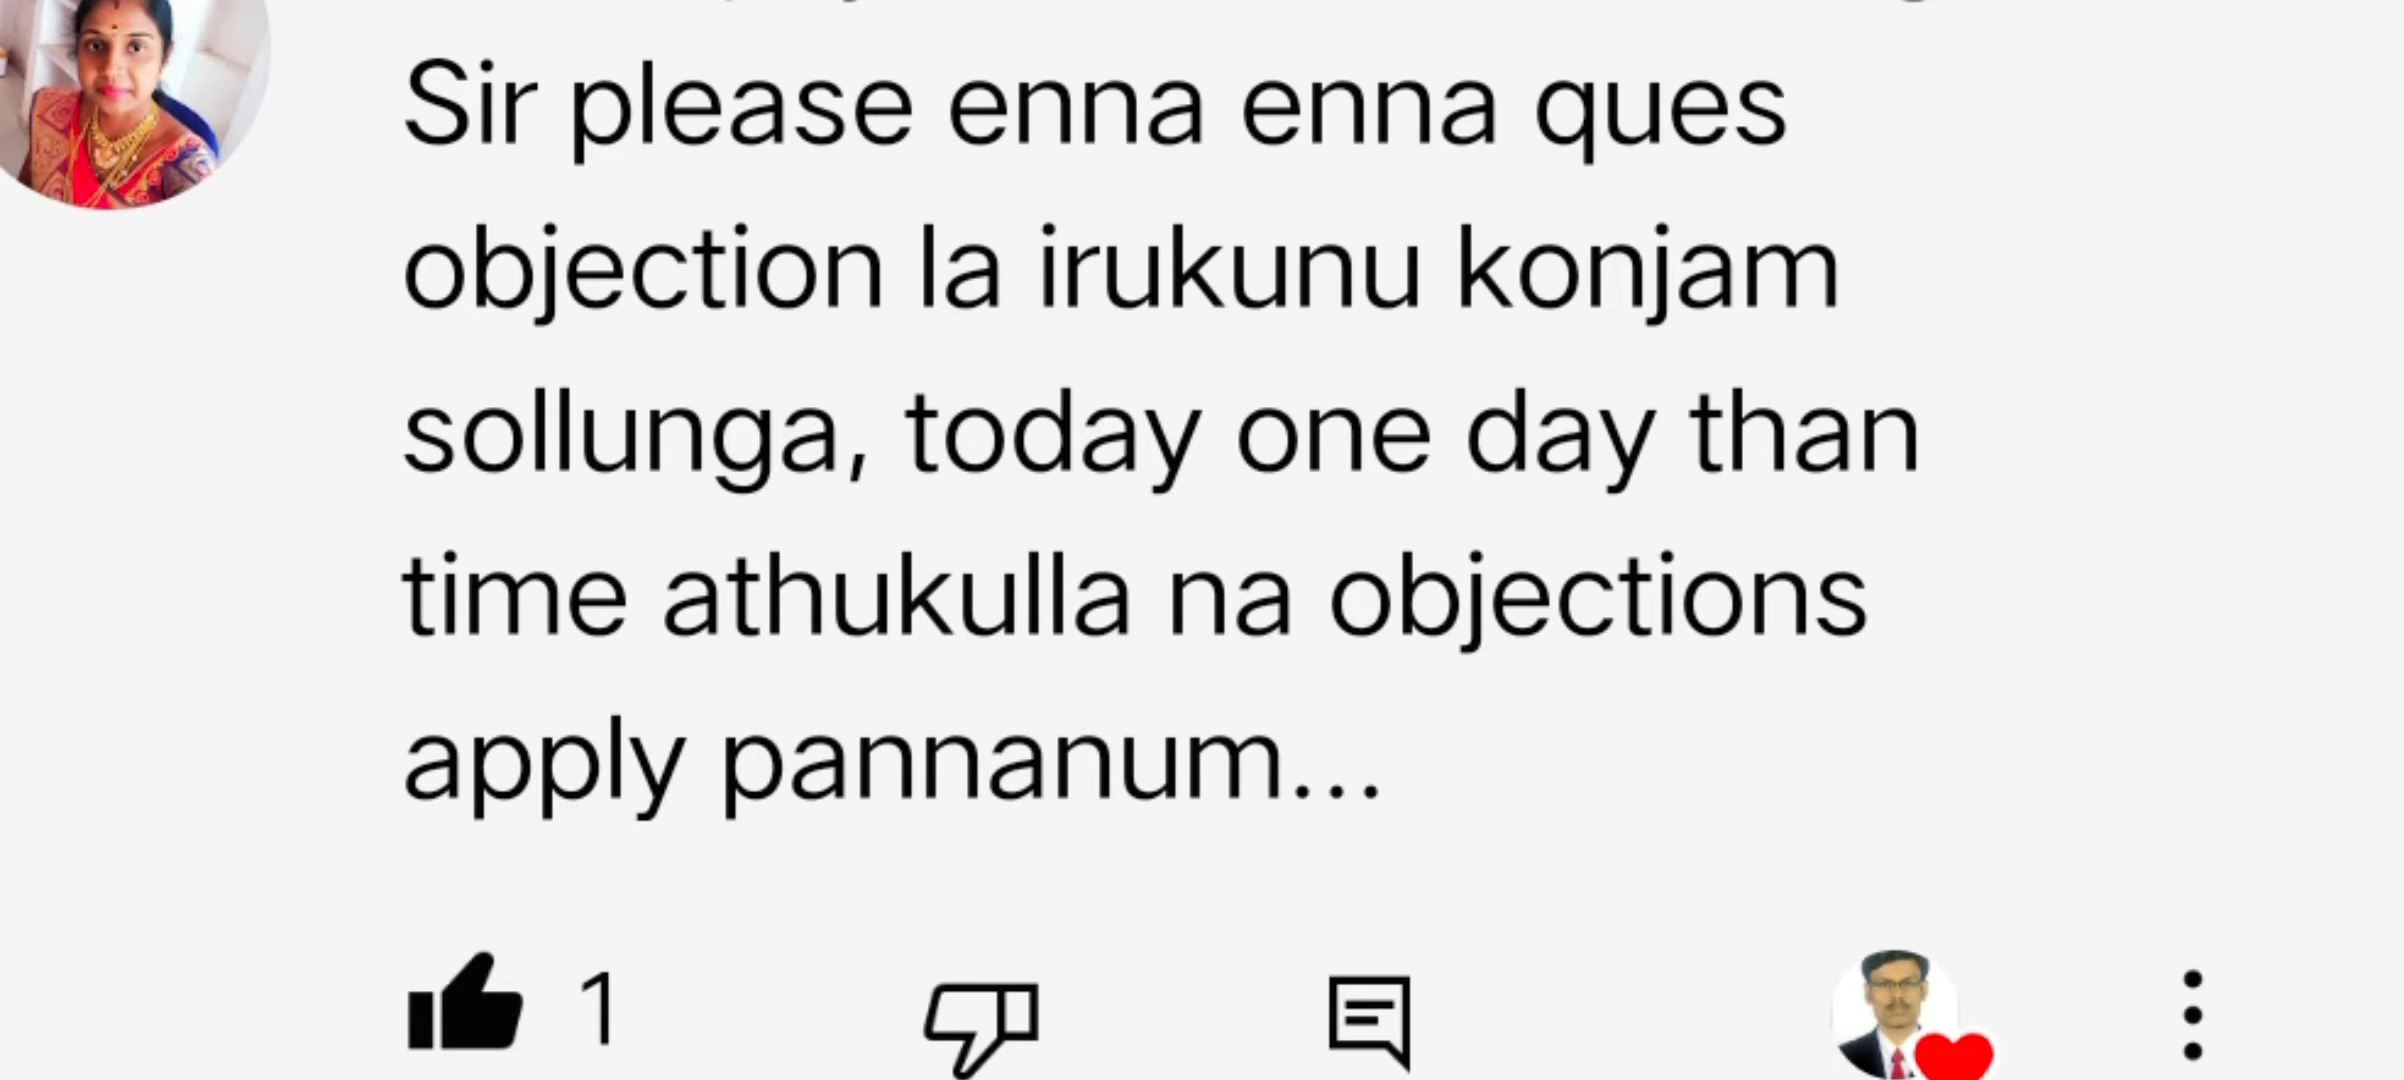 Sir please enna enna ques
objection la irukunu konjam
sollunga, today one day than
time athukulla na objections
apply pannanum...
1